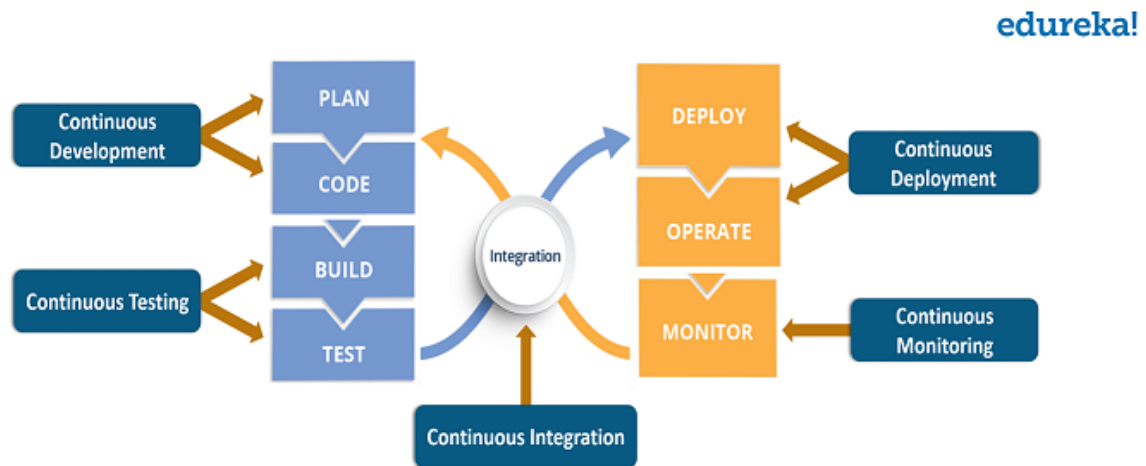 edureka!
PLAN
CODE
BUILD
TEST
Continuous
Development
Continuous Testing
Integration
Continuous Integration
DEPLOY
OPERATE
MONITOR
Continuous
Deployment
Continuous
Monitoring